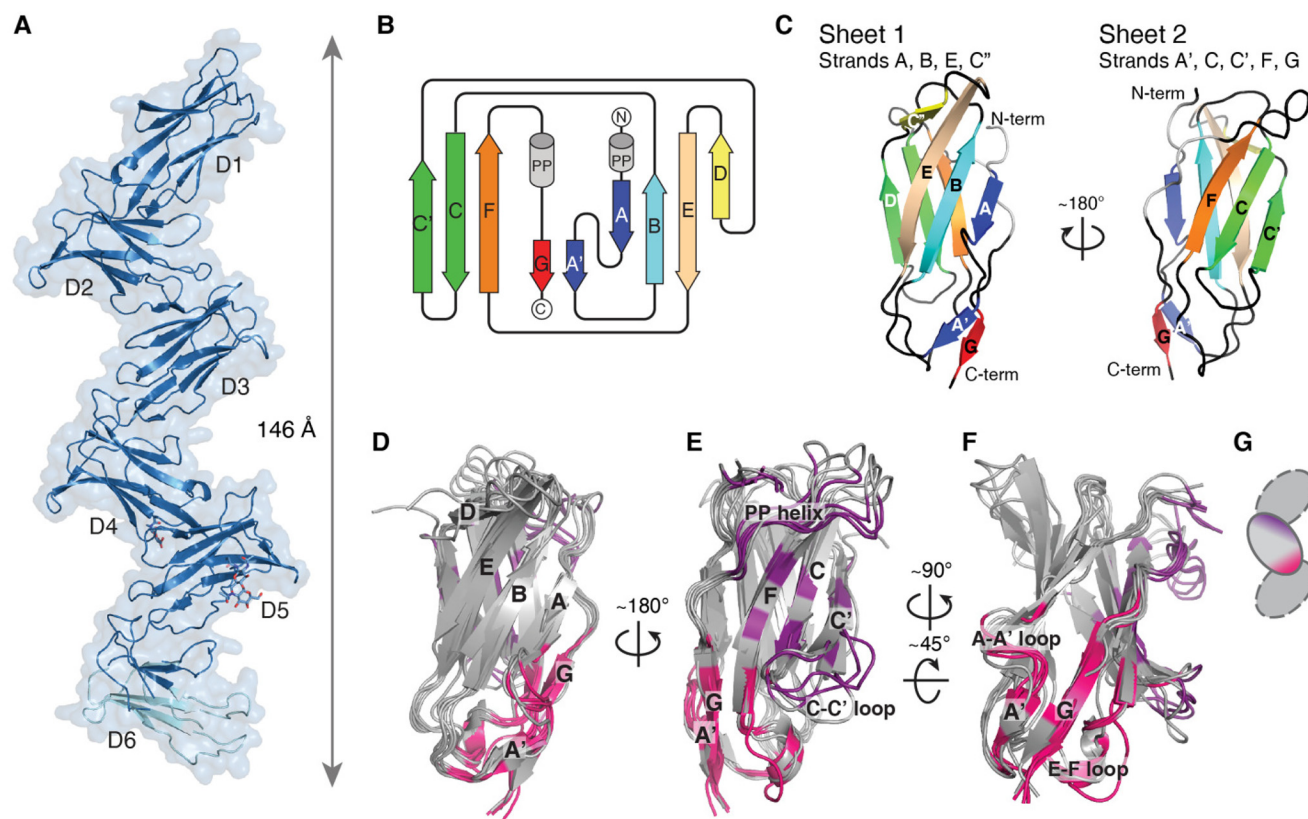 A
D1
D2
D3
146 Å
D4
D5
D6
B
N
PP
PP
C'
C
F
G
A'
A
B
E
D
C
C
Sheet 1
Strands A, B, E, C"
Sheet 2
Strands A', C, C', F, G
N-term
C"
E
B
D
A
A'
G
C-term
~180°
N-term
F
C
C'
G
A
C-term
D
D
E
B
A
G
A'
~180°
E
PP helix
F
C
C'
G
A'
C-C' loop
~90°
~45°
F
A-A' loop
A'
G
E-F loop
G